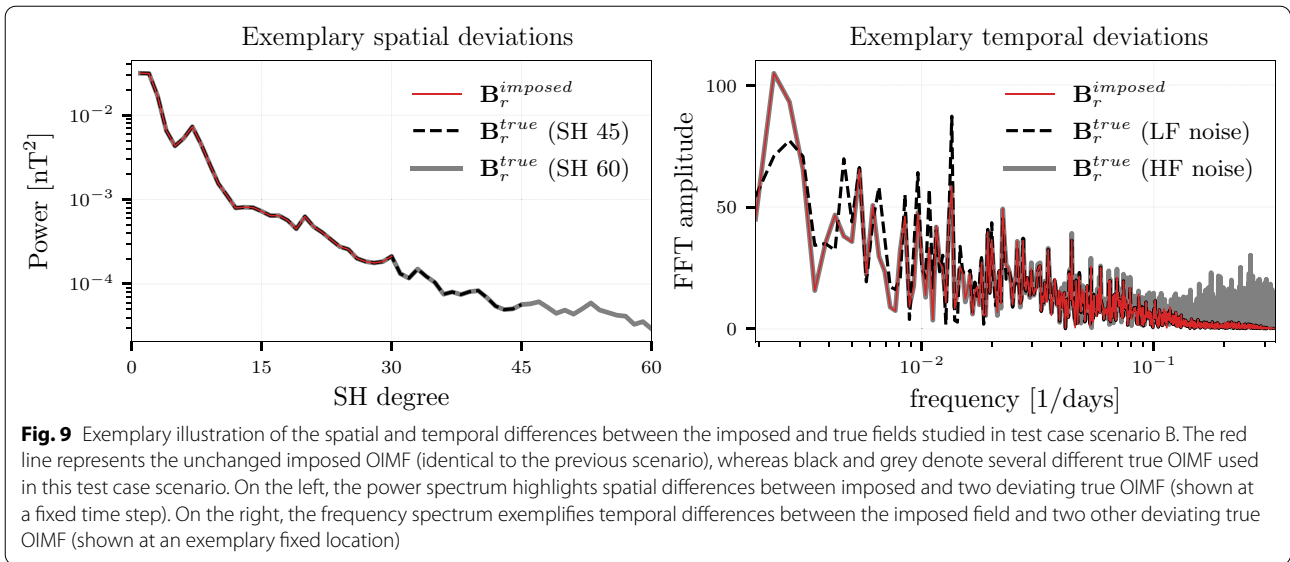 Exemplary spatial deviations
Power [nT²]
10⁻²
10⁻³
10⁻⁴
B_r^imposed
B_r^true (SH 45)
B_r^true (SH 60)
0 15 30 45 60
SH degree
Exemplary temporal deviations
FFT amplitude
100
50
0
B_r^imposed
B_r^true (LF noise)
B_r^true (HF noise)
10⁻² 10⁻¹
frequency [1/days]
Fig. 9 Exemplary illustration of the spatial and temporal differences between the imposed and true fields studied in test case scenario B. The red
line represents the unchanged imposed OIMF (identical to the previous scenario), whereas black and grey denote several different true OIMF used
in this test case scenario. On the left, the power spectrum highlights spatial differences between imposed and two deviating true OIMF (shown at
a fixed time step). On the right, the frequency spectrum exemplifies temporal differences between the imposed field and two other deviating true
OIMF (shown at an exemplary fixed location)